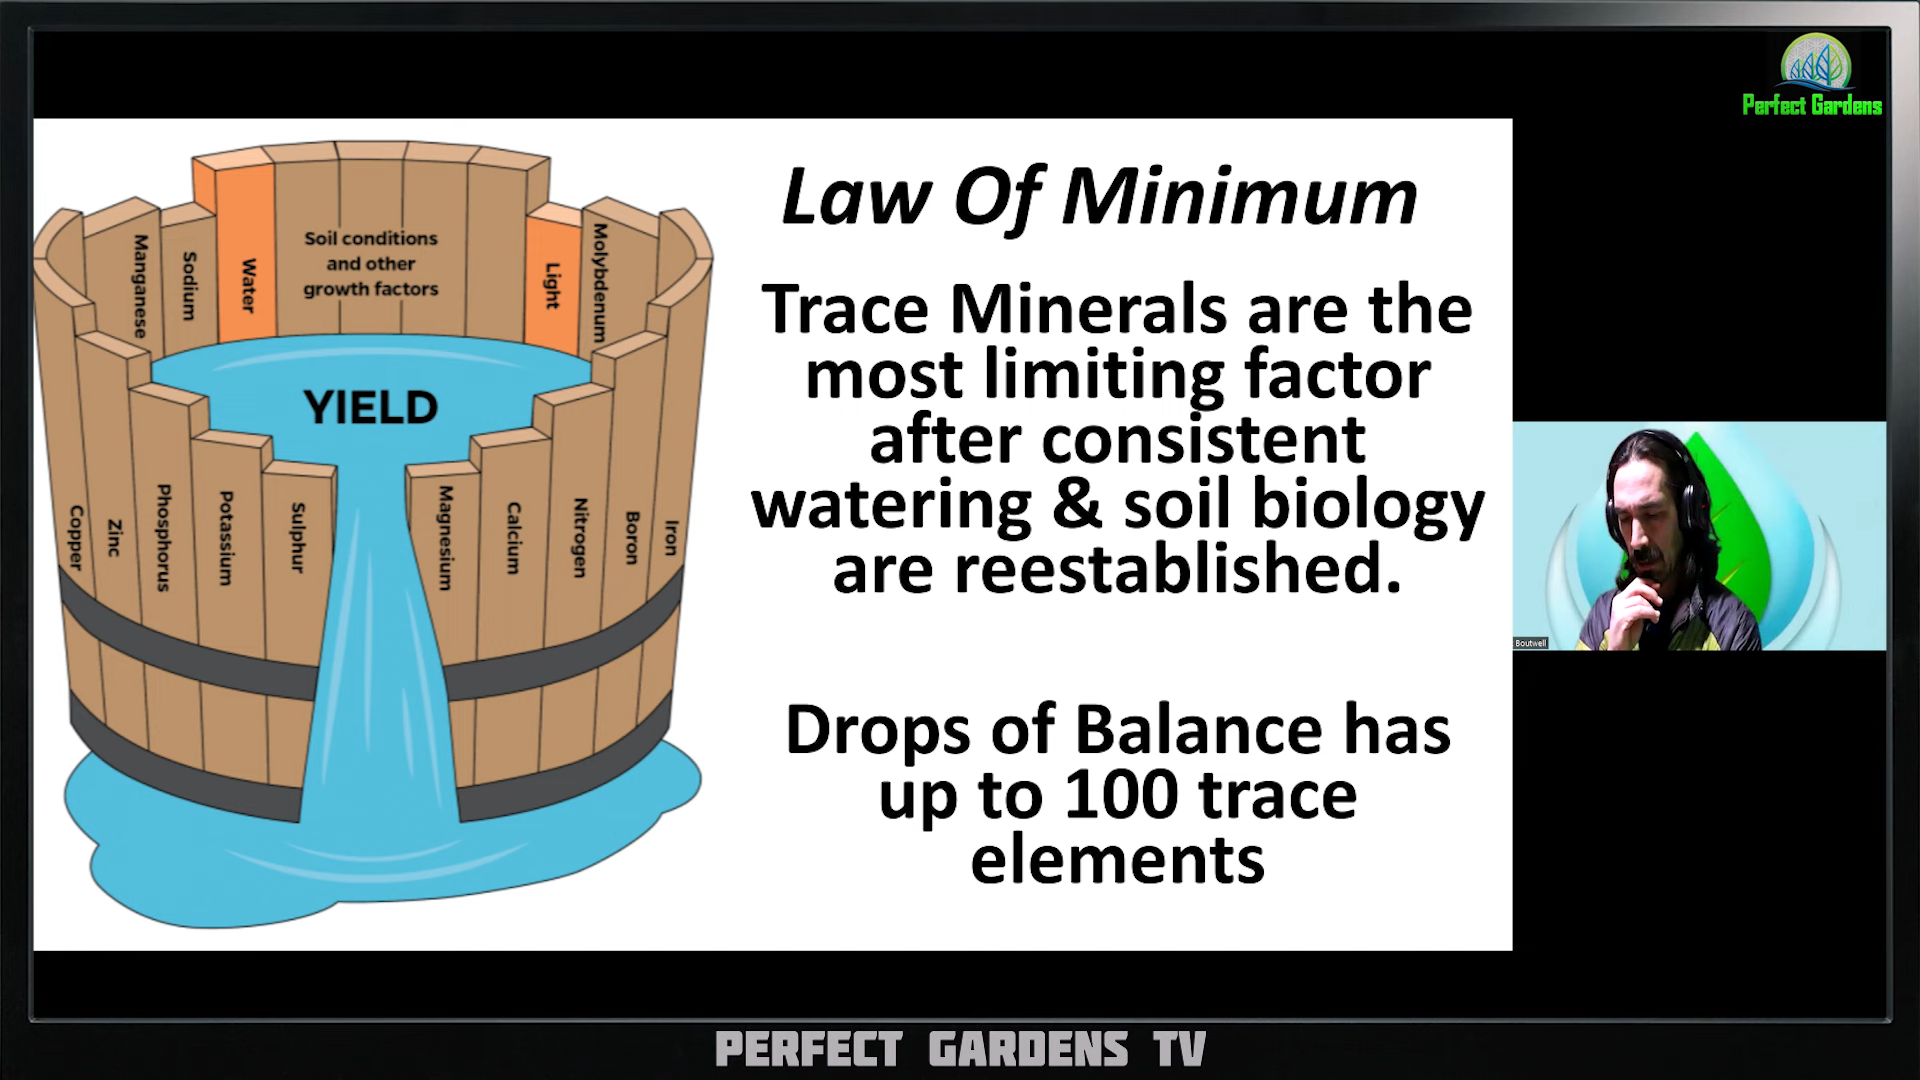 Perfect Gardens
Law Of Minimum
Trace Minerals are the
most limiting factor
after consistent
watering & soil biology
are reestablished.
Drops of Balance has
up to 100 trace
elements
Manganese
Sodium
Water
Soil conditions
and other
growth factors
Light
Molybdenum
YIELD
Copper
Zinc
Phosphorus
Potassium
Sulphur
Magnesium
Calcium
Nitrogen
Boron
Iron
Boutwell
PERFECT GARDENS TV